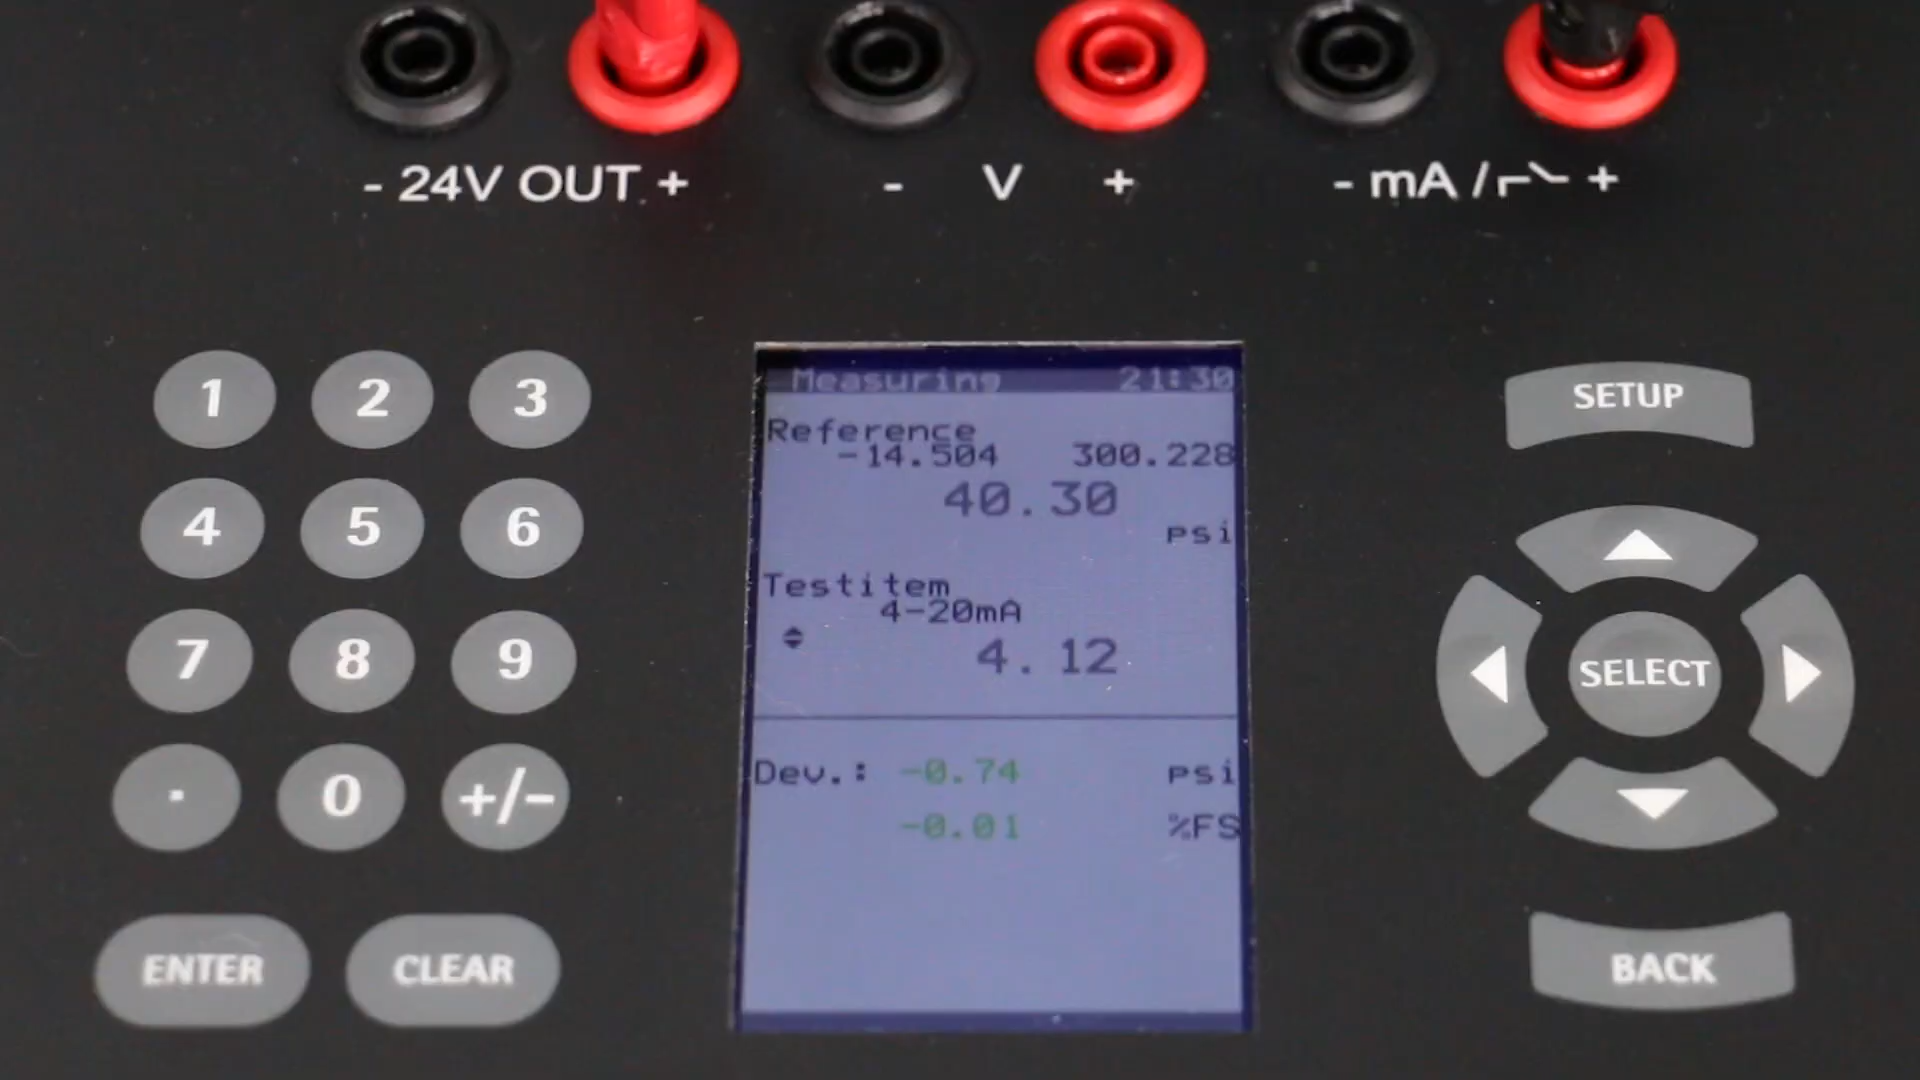 - 24V OUT +
- V +
- mA / +
1 2 3
4 5 6
7 8 9
. 0 +/-
ENTER CLEAR
Measuring 21:30
Reference
-14.504 300.228
40.30
psi
Testitem
4-20mA
4.12
Dev.: -0.74 psi
-0.01 %FS
SETUP
SELECT
BACK